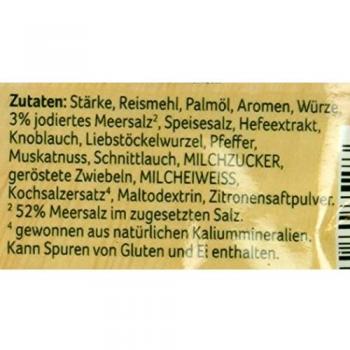 Zutaten: Stärke, Reismehl, Palmöl, Aromen, Würze,
3% jodiertes Meersalz², Speisesalz, Hefeextrakt,
Knoblauch, Liebstöckelwurzel, Pfeffer,
Muskatnuss, Schnittlauch, MILCHZUCKER,
geröstete Zwiebeln, MILCHEIWEISS,
Kochsalzersatz⁴, Maltodextrin, Zitronensaftpulver.
² 52% Meersalz im zugesetzten Salz.
⁴ gewonnen aus natürlichen Kaliummineralien.
Kann Spuren von Gluten und Ei enthalten.